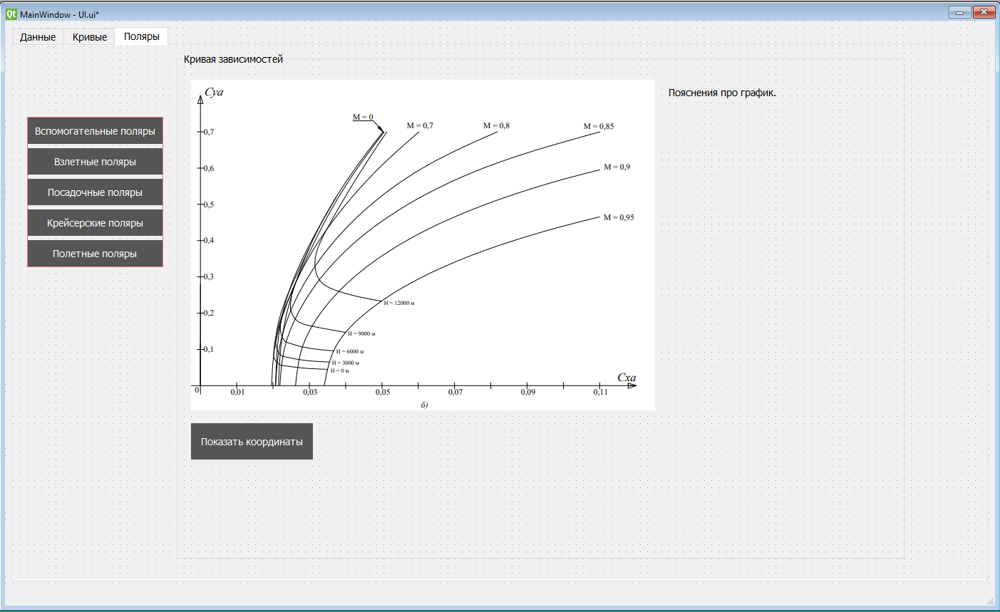 MainWindow - UI.ui*
Данные
Кривые
Поляры
Вспомогательные поляры
Взлетные поляры
Посадочные поляры
Крейсерские поляры
Полетные поляры
Кривая зависимостей
Cya
M = 0
M = 0,7
M = 0,8
M = 0,85
M = 0,9
M = 0,95
0,7
0,6
0,5
0,4
0,3
0,2
0,1
H = 12000 м
H = 9000 м
H = 6000 м
H = 3000 м
H = 0 м
Cxa
0
0,01
0,03
0,05
0,07
0,09
0,11
б)
Пояснения про график.
Показать координаты